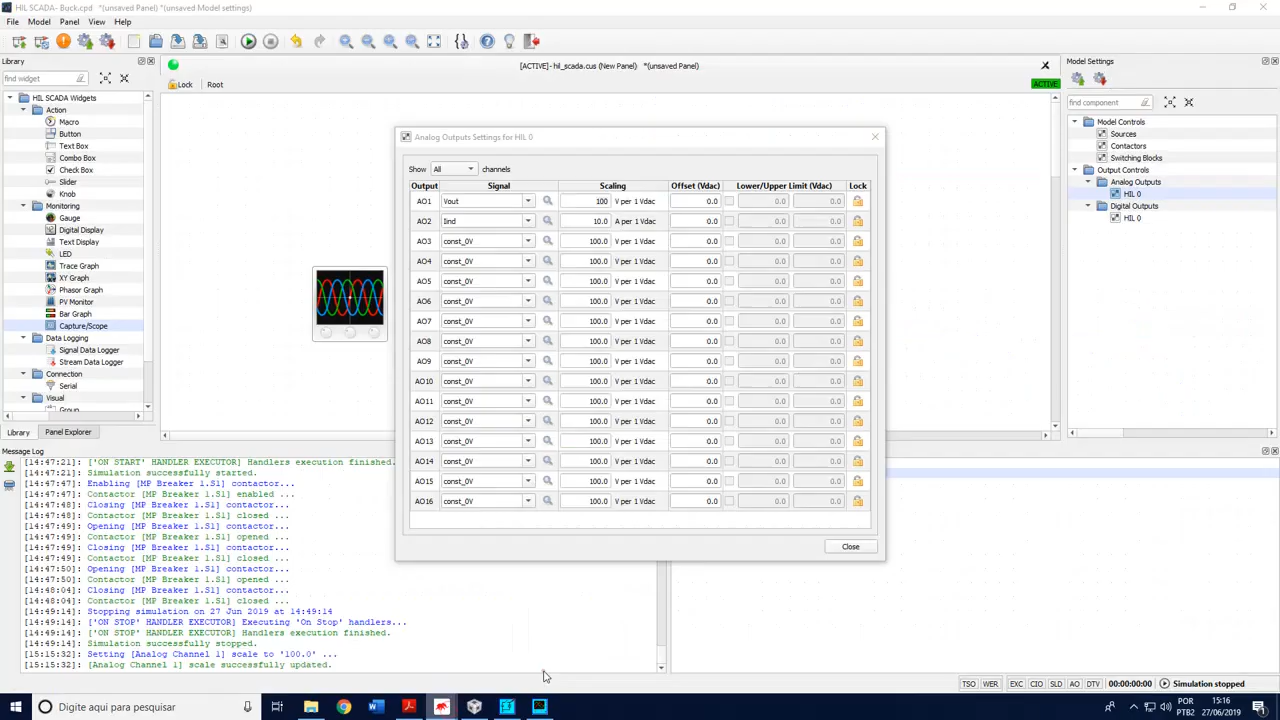 HIL SCADA- Buck.cpd *(unsaved Panel) *(unsaved Model settings)
File Model Panel View Help
Library
find widget
HIL SCADA Widgets
Action
Macro
Button
Text Box
Combo Box
Check Box
Slider
Knob
Monitoring
Gauge
Digital Display
Text Display
LED
Trace Graph
XY Graph
Phasor Graph
PV Monitor
Bar Graph
Capture/Scope
Data Logging
Signal Data Logger
Stream Data Logger
Connection
Serial
Visual
Group
Library Panel Explorer
[ACTIVE]- hil_scada.cus (New Panel) *(unsaved Panel)
Lock Root
ACTIVE
Analog Outputs Settings for HIL 0
Show All channels
Output Signal Scaling Offset (Vdac) Lower/Upper Limit (Vdac) Lock
AO1 Vout 100 V per 1 Vdac 0.0 0.0 0.0
AO2 Iind 10.0 A per 1 Vdac 0.0 0.0 0.0
AO3 const_0V 100.0 V per 1 Vdac 0.0 0.0 0.0
AO4 const_0V 100.0 V per 1 Vdac 0.0 0.0 0.0
AO5 const_0V 100.0 V per 1 Vdac 0.0 0.0 0.0
AO6 const_0V 100.0 V per 1 Vdac 0.0 0.0 0.0
AO7 const_0V 100.0 V per 1 Vdac 0.0 0.0 0.0
AO8 const_0V 100.0 V per 1 Vdac 0.0 0.0 0.0
AO9 const_0V 100.0 V per 1 Vdac 0.0 0.0 0.0
AO10 const_0V 100.0 V per 1 Vdac 0.0 0.0 0.0
AO11 const_0V 100.0 V per 1 Vdac 0.0 0.0 0.0
AO12 const_0V 100.0 V per 1 Vdac 0.0 0.0 0.0
AO13 const_0V 100.0 V per 1 Vdac 0.0 0.0 0.0
AO14 const_0V 100.0 V per 1 Vdac 0.0 0.0 0.0
AO15 const_0V 100.0 V per 1 Vdac 0.0 0.0 0.0
AO16 const_0V 100.0 V per 1 Vdac 0.0 0.0 0.0
Close
Model Settings
find component
Model Controls
Sources
Contactors
Switching Blocks
Output Controls
Analog Outputs
HIL 0
Digital Outputs
HIL 0
Message Log
[14:47:21] ['ON START' HANDLER EXECUTOR] Handlers execution finished.
[14:47:21] Simulation successfully started.
[14:47:47] Enabling [MP Breaker 1.S1] contactor...
[14:47:47] Contactor [MP Breaker 1.S1] enabled ...
[14:47:47] Closing [MP Breaker 1.S1] contactor...
[14:47:48] Contactor [MP Breaker 1.S1] closed ...
[14:47:49] Opening [MP Breaker 1.S1] contactor...
[14:47:49] Contactor [MP Breaker 1.S1] opened ...
[14:47:49] Closing [MP Breaker 1.S1] contactor...
[14:47:49] Contactor [MP Breaker 1.S1] closed ...
[14:47:50] Opening [MP Breaker 1.S1] contactor...
[14:47:50] Contactor [MP Breaker 1.S1] opened ...
[14:48:04] Closing [MP Breaker 1.S1] contactor...
[14:48:04] Contactor [MP Breaker 1.S1] closed ...
[14:49:14] Stopping simulation on 27 Jun 2019 at 14:49:14
[14:49:14] ['ON STOP' HANDLER EXECUTOR] Executing 'On Stop' handlers...
[14:49:14] ['ON STOP' HANDLER EXECUTOR] Handlers execution finished.
[14:49:14] Simulation successfully stopped.
[15:15:32] Setting [Analog Channel 1] scale to '100.0' ...
[15:15:32] [Analog Channel 1] scale successfully updated.
TSO WER EXC CIO SLD AO DTV 00:00:00:00 Simulation stopped
Digite aqui para pesquisar
POR
PTB2
15:16
27/06/2019